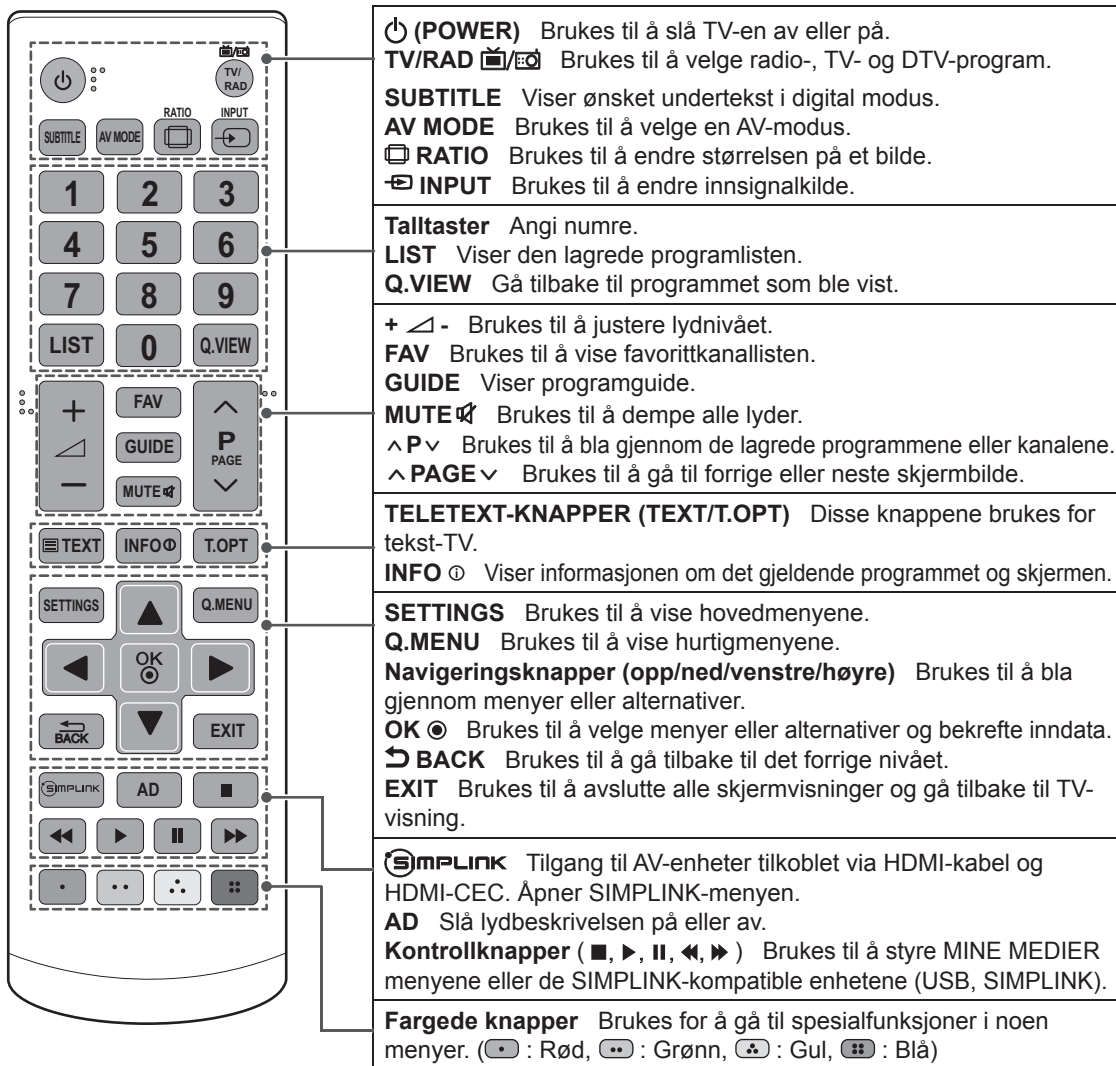 TV/
RAD
RATIO INPUT
SUBTITLE AV MODE
1 2 3
4 5 6
7 8 9
LIST 0 Q.VIEW
+ FAV
GUIDE P
PAGE
- MUTE
TEXT INFO T.OPT
SETTINGS Q.MENU
OK
BACK EXIT
SIMPLINK AD
(POWER) Brukes til å slå TV-en av eller på.
TV/RAD / Brukes til å velge radio-, TV- og DTV-program.
SUBTITLE Viser ønsket undertekst i digital modus.
AV MODE Brukes til å velge en AV-modus.
RATIO Brukes til å endre størrelsen på et bilde.
INPUT Brukes til å endre innsignalkilde.
Talltaster Angi numre.
LIST Viser den lagrede programlisten.
Q.VIEW Gå tilbake til programmet som ble vist.
+ - Brukes til å justere lydnivået.
FAV Brukes til å vise favorittkanallisten.
GUIDE Viser programguide.
MUTE Brukes til å dempe alle lyder.
P Brukes til å bla gjennom de lagrede programmene eller kanalene.
PAGE Brukes til å gå til forrige eller neste skjermbilde.
TELETEXT-KNAPPER (TEXT/T.OPT) Disse knappene brukes for
tekst-TV.
INFO Viser informasjonen om det gjeldende programmet og skjermen.
SETTINGS Brukes til å vise hovedmenyene.
Q.MENU Brukes til å vise hurtigmenyene.
Navigeringsknapper (opp/ned/venstre/høyre) Brukes til å bla
gjennom menyer eller alternativer.
OK Brukes til å velge menyer eller alternativer og bekrefte inndata.
BACK Brukes til å gå tilbake til det forrige nivået.
EXIT Brukes til å avslutte alle skjermvisninger og gå tilbake til TV-
visning.
SIMPLINK Tilgang til AV-enheter tilkoblet via HDMI-kabel og
HDMI-CEC. Åpner SIMPLINK-menyen.
AD Slå lydbeskrivelsen på eller av.
Kontrollknapper (■, ▶, II, ◀◀, ▶▶) Brukes til å styre MINE MEDIER
menyene eller de SIMPLINK-kompatible enhetene (USB, SIMPLINK).
Fargede knapper Brukes for å gå til spesialfunksjoner i noen
menyer. ( : Rød, : Grønn, : Gul, : Blå)